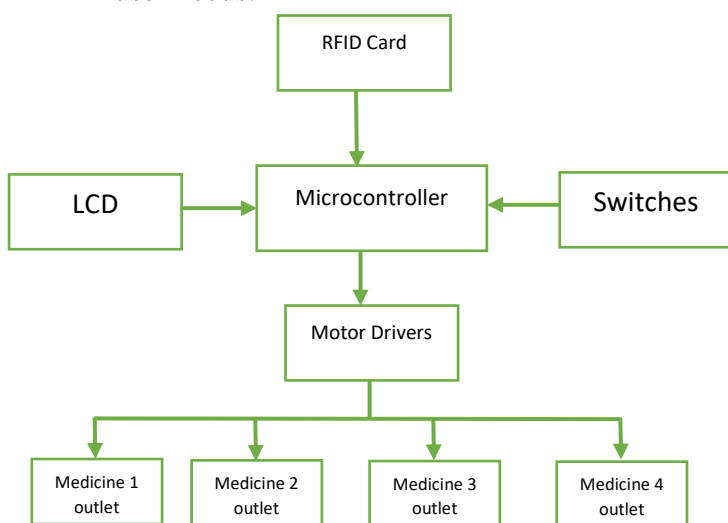 RFID Card
LCD
Microcontroller
Switches
Motor Drivers
Medicine 1
outlet
Medicine 2
outlet
Medicine 3
outlet
Medicine 4
outlet